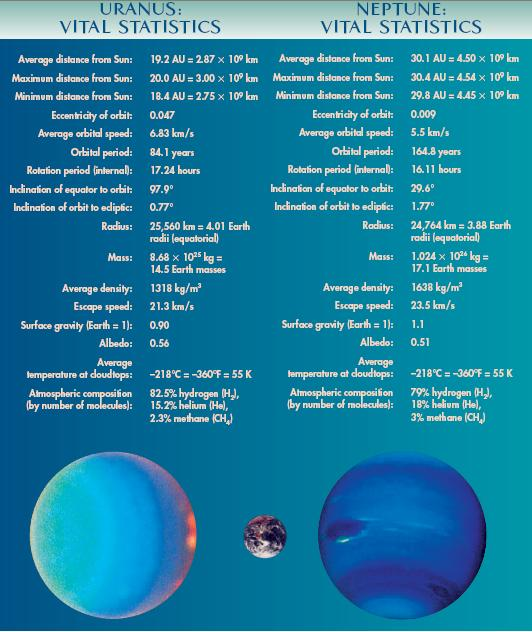 URANUS:
VITAL STATISTICS
Average distance from Sun: 19.2 AU = 2.87 × 10⁹ km
Maximum distance from Sun: 20.0 AU = 3.00 × 10⁹ km
Minimum distance from Sun: 18.4 AU = 2.75 × 10⁹ km
Eccentricity of orbit: 0.047
Average orbital speed: 6.83 km/s
Orbital period: 84.1 years
Rotation period (internal): 17.24 hours
Inclination of equator to orbit: 97.9°
Inclination of orbit to ecliptic: 0.77°
Radius: 25,560 km = 4.01 Earth
radii (equatorial)
Mass: 8.68 × 10²⁵ kg =
14.5 Earth masses
Average density: 1318 kg/m³
Escape speed: 21.3 km/s
Surface gravity (Earth = 1): 0.90
Albedo: 0.56
Average
temperature at cloudtops: –218°C = –360°F = 55 K
Atmospheric composition 82.5% hydrogen (H₂),
(by number of molecules): 15.2% helium (He),
2.3% methane (CH₄)
NEPTUNE:
VITAL STATISTICS
Average distance from Sun: 30.1 AU = 4.50 × 10⁹ km
Maximum distance from Sun: 30.4 AU = 4.54 × 10⁹ km
Minimum distance from Sun: 29.8 AU = 4.45 × 10⁹ km
Eccentricity of orbit: 0.009
Average orbital speed: 5.5 km/s
Orbital period: 164.8 years
Rotation period (internal): 16.11 hours
Inclination of equator to orbit: 29.6°
Inclination of orbit to ecliptic: 1.77°
Radius: 24,764 km = 3.88 Earth
radii (equatorial)
Mass: 1.024 × 10²⁶ kg =
17.1 Earth masses
Average density: 1638 kg/m³
Escape speed: 23.5 km/s
Surface gravity (Earth = 1): 1.1
Albedo: 0.51
Average
temperature at cloudtops: –218°C = –360°F = 55 K
Atmospheric composition 79% hydrogen (H₂),
(by number of molecules): 18% helium (He),
3% methane (CH₄)